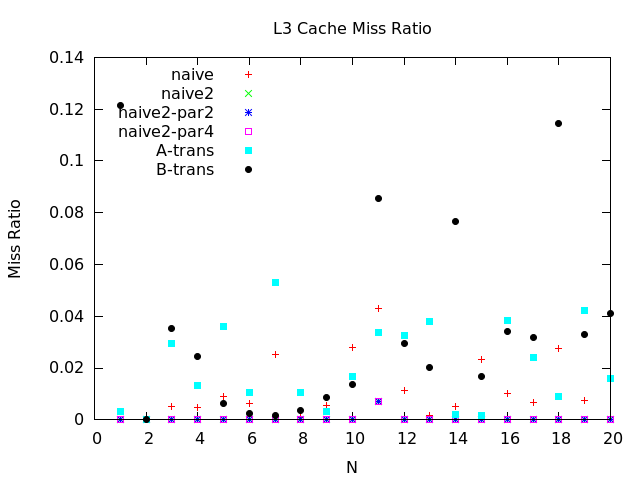 L3 Cache Miss Ratio
0.14
0.12
0.1
0.08
0.06
0.04
0.02
0
Miss Ratio
naive
naive2
naive2-par2
naive2-par4
A-trans
B-trans
0 2 4 6 8 10 12 14 16 18 20
N